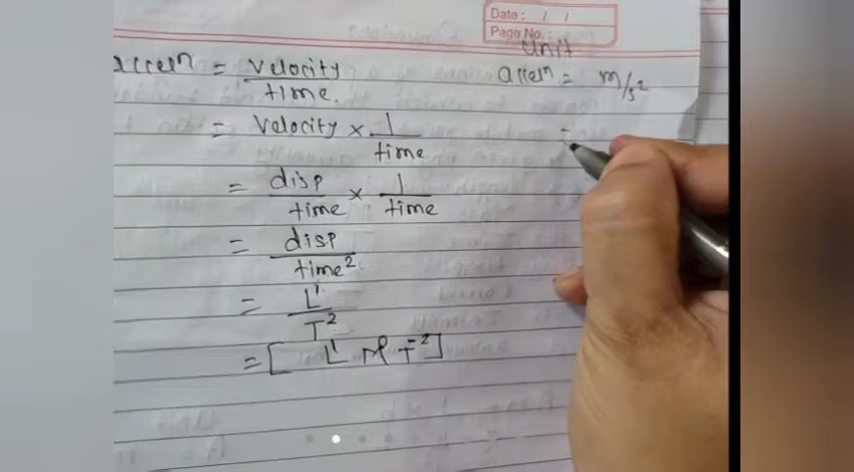 Date: / /
Page No.:
Unit
accelⁿ = velocity / time
accelⁿ = m/s²
= velocity × 1 / time
=
= disp / time × 1 / time
= disp / time²
= L¹ / T²
= [ L¹ M⁰ T⁻² ]